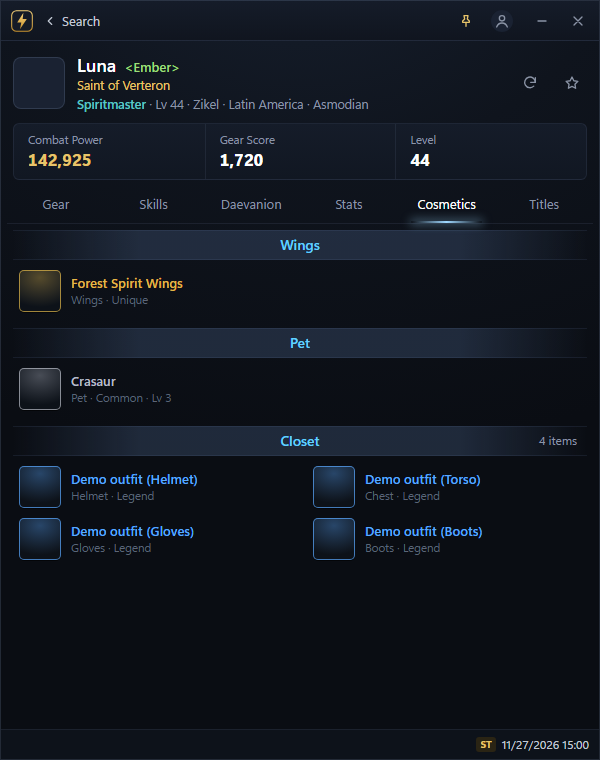 Search
Luna <Ember>
Saint of Verteron
Spiritmaster · Lv 44 · Zikel · Latin America · Asmodian
Combat Power
142,925
Gear Score
1,720
Level
44
Gear
Skills
Daevanion
Stats
Cosmetics
Titles
Wings
Forest Spirit Wings
Wings · Unique
Pet
Crasaur
Pet · Common · Lv 3
Closet
4 items
Demo outfit (Helmet)
Helmet · Legend
Demo outfit (Torso)
Chest · Legend
Demo outfit (Gloves)
Gloves · Legend
Demo outfit (Boots)
Boots · Legend
ST 11/27/2026 15:00